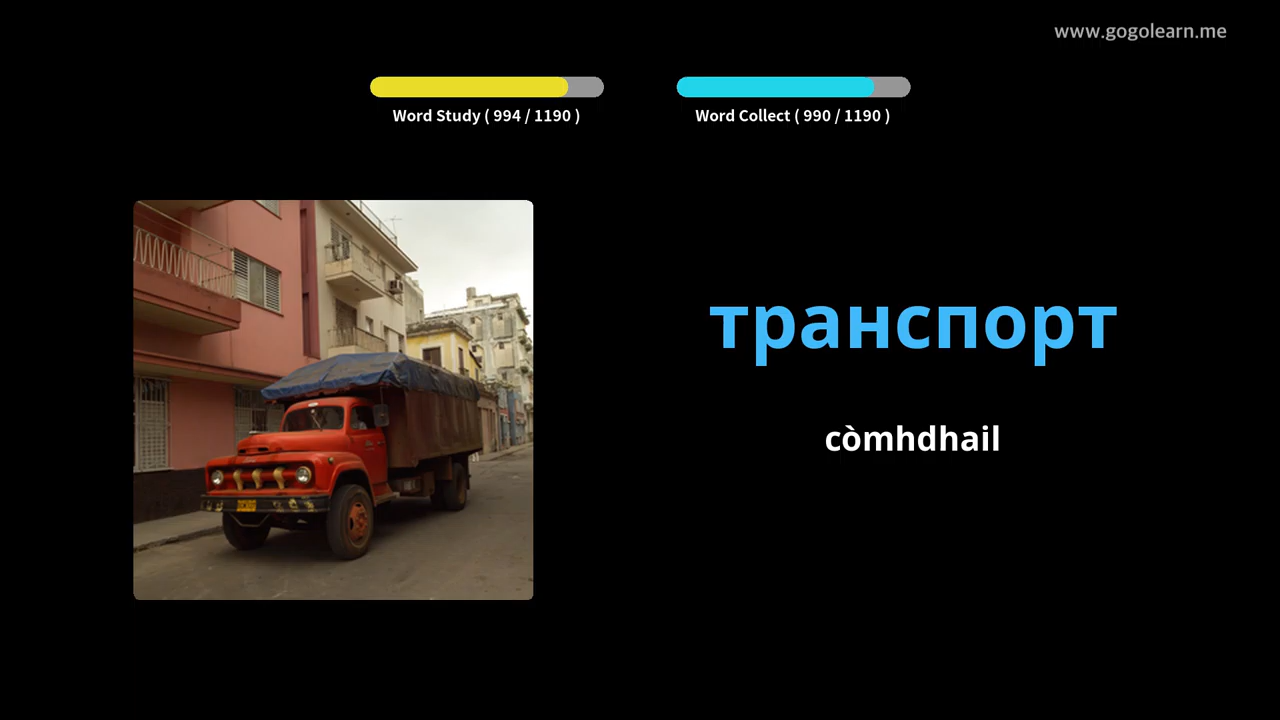 www.gogolearn.me
Word Study ( 994 / 1190 )
Word Collect ( 990 / 1190 )
транспорт
còmhdhail